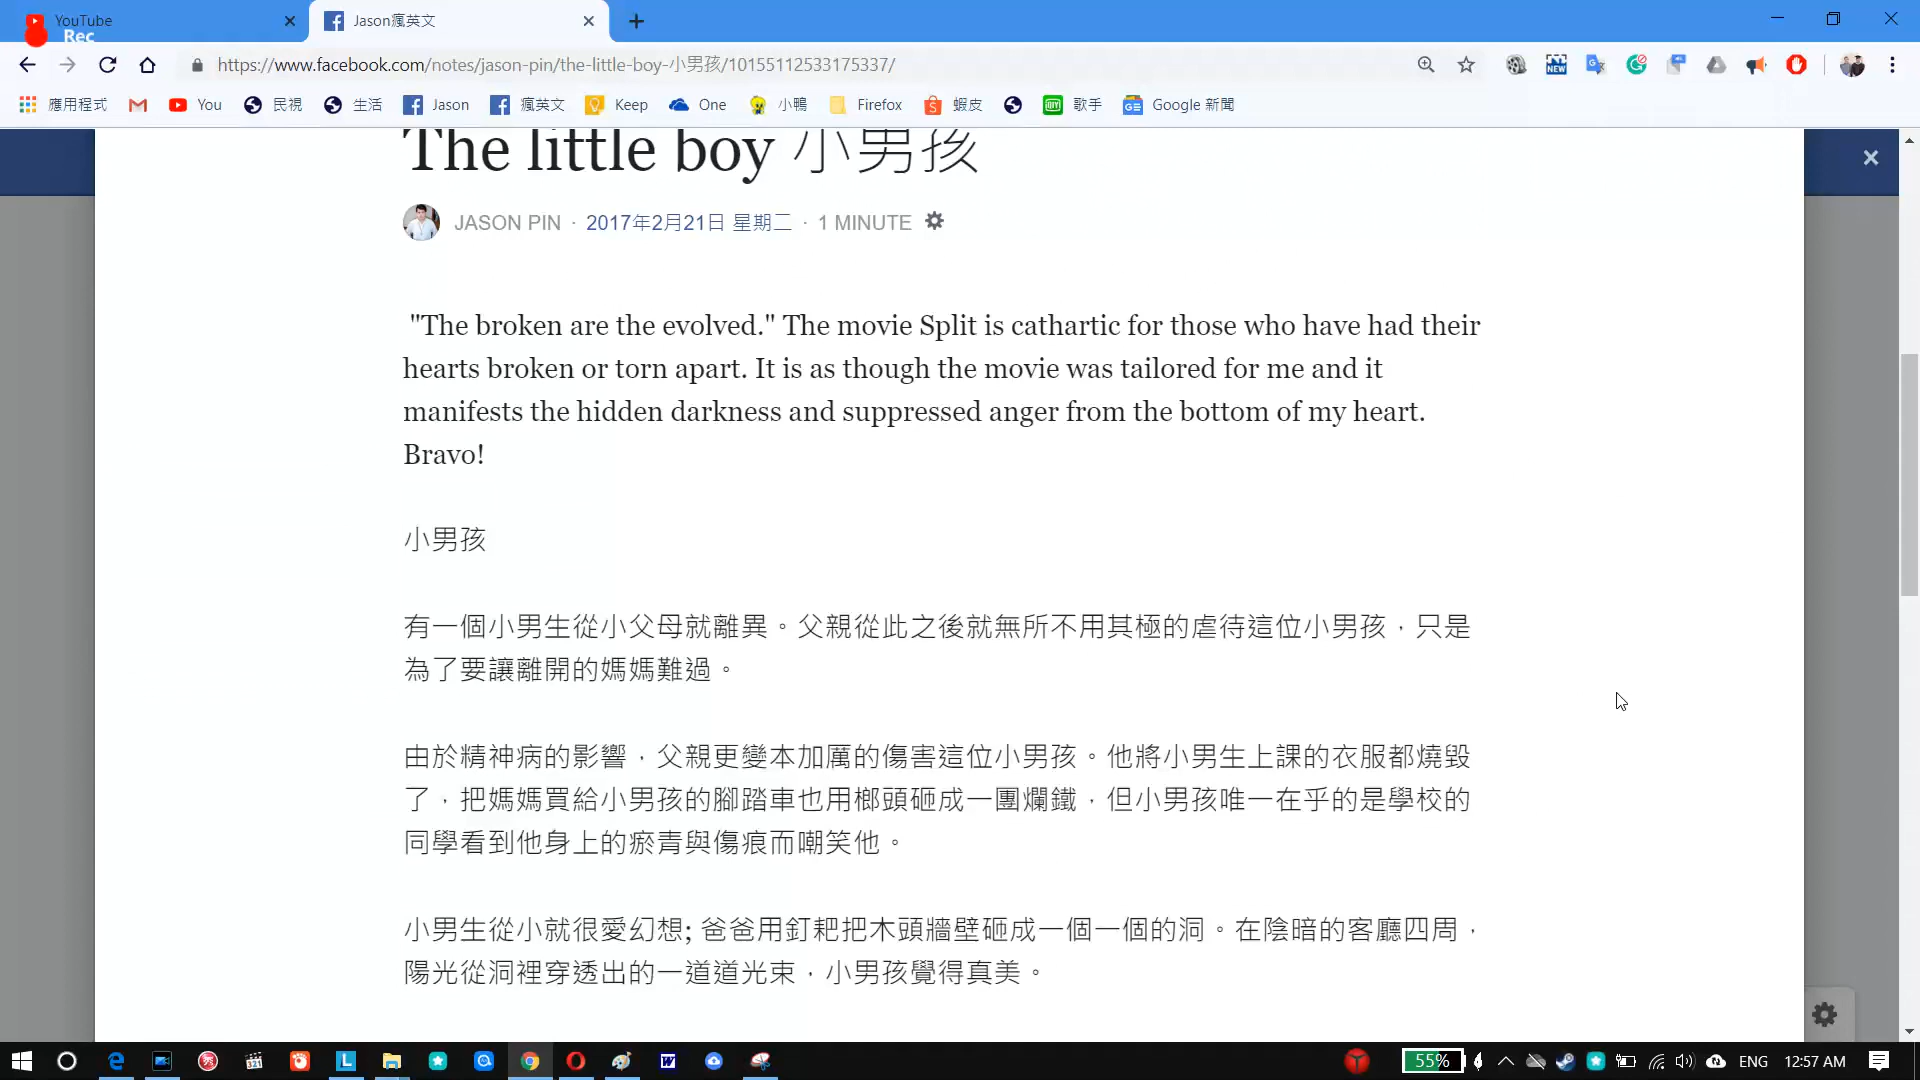 YouTube
Jason瘋英文
Rec
https://www.facebook.com/notes/jason-pin/the-little-boy-小男孩/10155112533175337/
NEW
應用程式 You 民視 生活 Jason 瘋英文 Keep One 小鴨 Firefox 蝦皮 歌手 Google 新聞
The little boy 小男孩
JASON PIN · 2017年2月21日 星期二 · 1 MINUTE
"The broken are the evolved." The movie Split is cathartic for those who have had their
hearts broken or torn apart. It is as though the movie was tailored for me and it
manifests the hidden darkness and suppressed anger from the bottom of my heart.
Bravo!
小男孩
有一個小男生從小父母就離異。父親從此之後就無所不用其極的虐待這位小男孩，只是
為了要讓離開的媽媽難過。
由於精神病的影響，父親更變本加厲的傷害這位小男孩。他將小男生上課的衣服都燒毀
了，把媽媽買給小男孩的腳踏車也用榔頭砸成一團爛鐵，但小男孩唯一在乎的是學校的
同學看到他身上的瘀青與傷痕而嘲笑他。
小男生從小就很愛幻想; 爸爸用釘耙把木頭牆壁砸成一個一個的洞。在陰暗的客廳四周，
陽光從洞裡穿透出的一道道光束，小男孩覺得真美。
55% ENG 12:57 AM